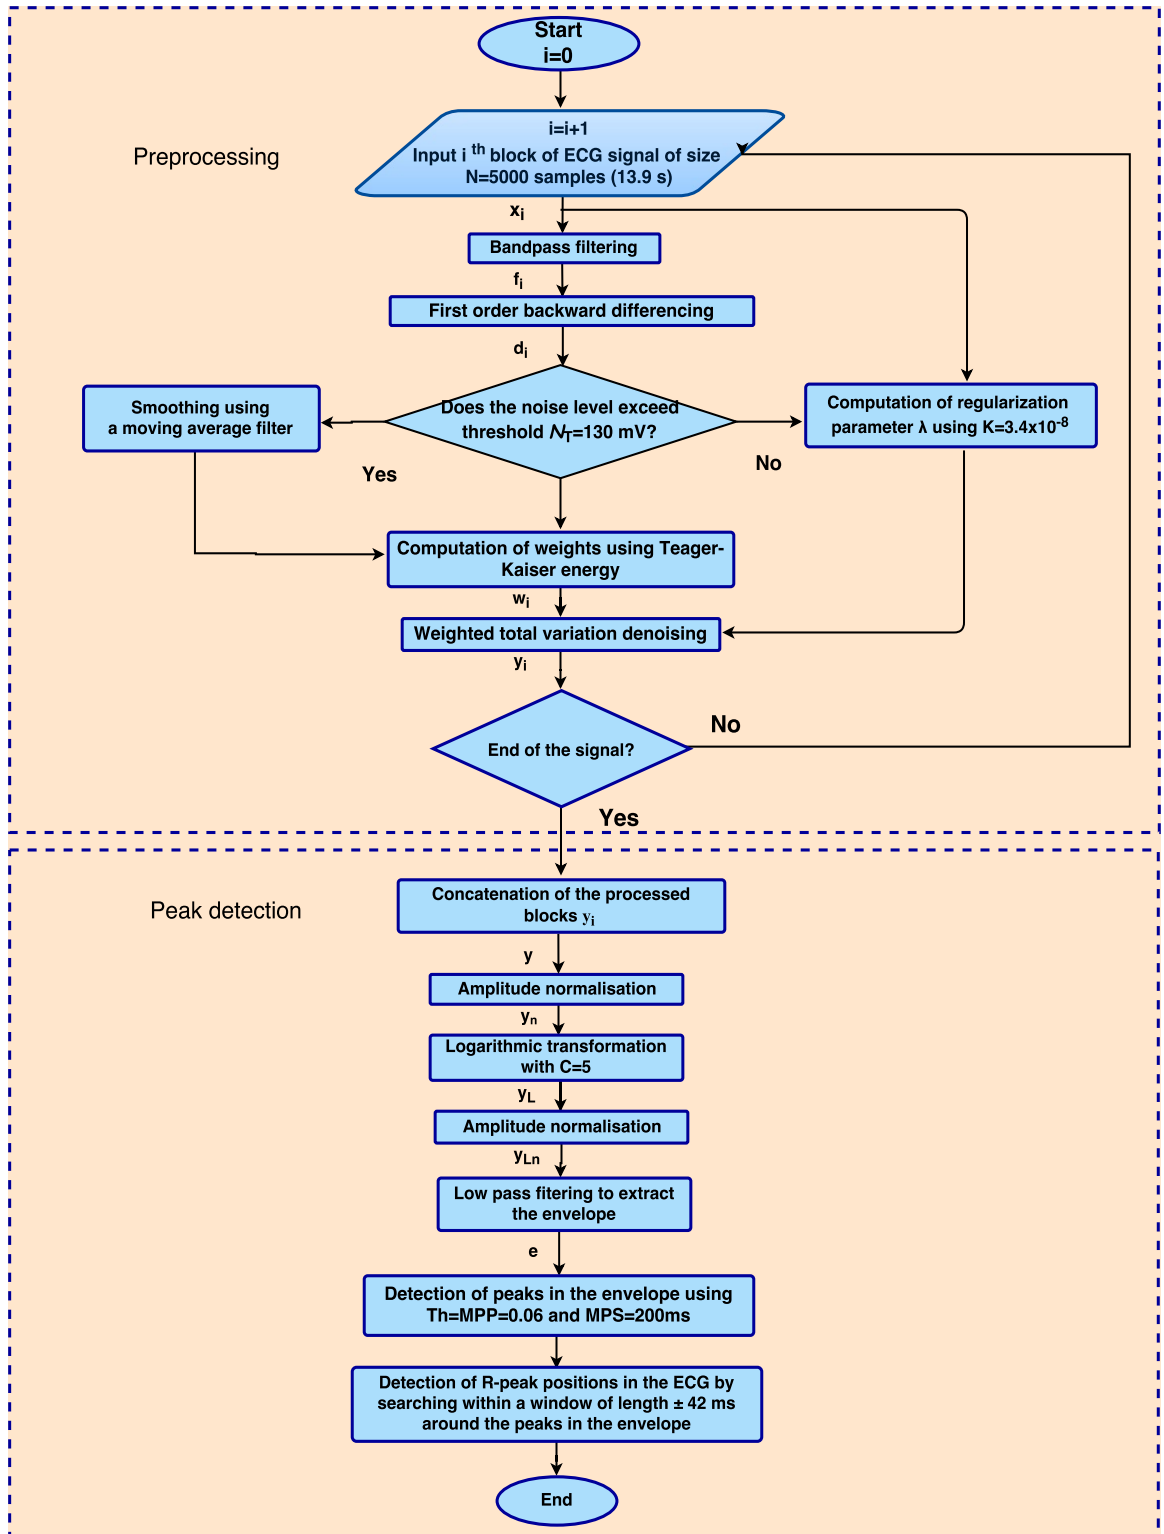 Start
i=0
Preprocessing
i=i+1
Input i th block of ECG signal of size
N=5000 samples (13.9 s)
xi
Bandpass filtering
fi
First order backward differencing
di
Smoothing using
a moving average filter
Does the noise level exceed
threshold NT=130 mV?
Computation of regularization
parameter λ using K=3.4x10-8
Yes
No
Computation of weights using Teager-
Kaiser energy
wi
Weighted total variation denoising
yi
No
End of the signal?
Yes
Peak detection
Concatenation of the processed
blocks yi
y
Amplitude normalisation
yn
Logarithmic transformation
with C=5
yL
Amplitude normalisation
yLn
Low pass fitering to extract
the envelope
e
Detection of peaks in the envelope using
Th=MPP=0.06 and MPS=200ms
Detection of R-peak positions in the ECG by
searching within a window of length ± 42 ms
around the peaks in the envelope
End